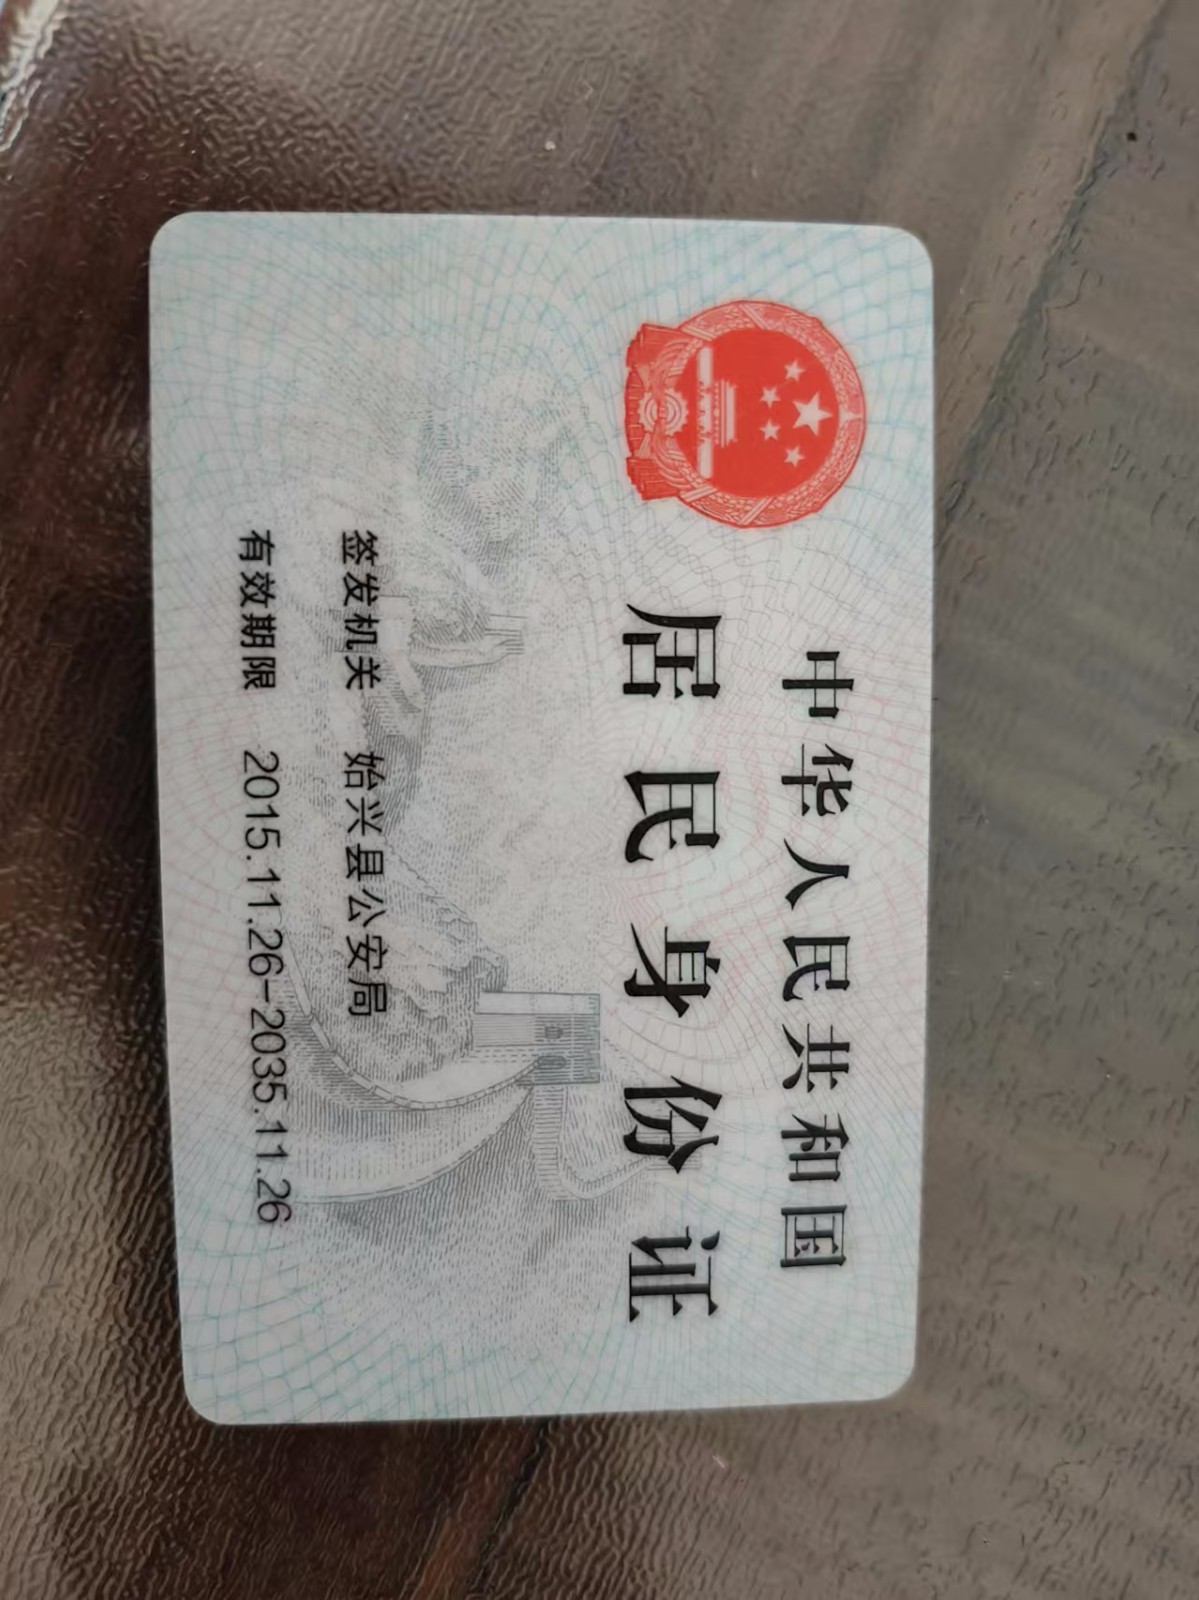 中华人民共和国
居民身份证
签发机关 始兴县公安局
有效期限 2015.11.26-2035.11.26